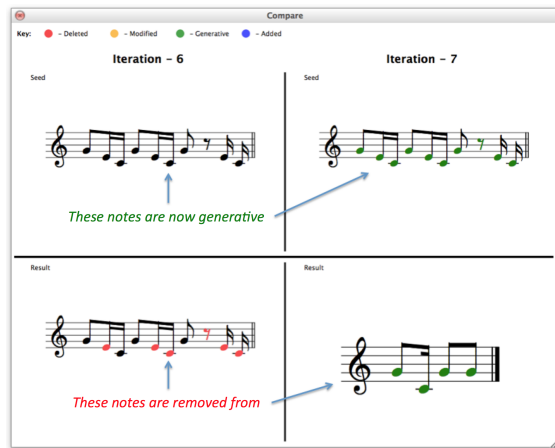 Compare
Key: - Deleted - Modified - Generative - Added
Iteration - 6
Iteration - 7
Seed
Seed
These notes are now generative
Result
Result
These notes are removed from